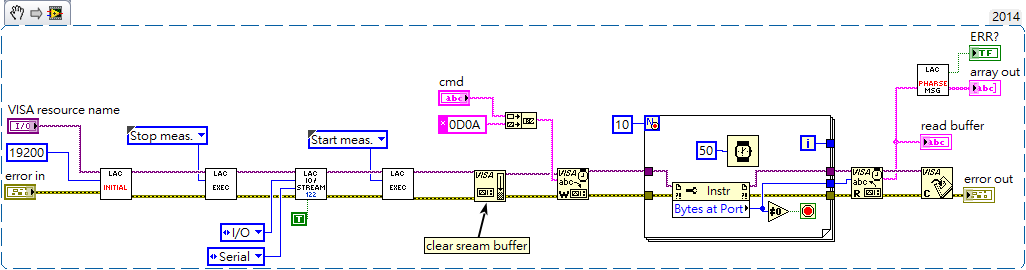 2014
ERR?
TF
array out
abc
cmd
abc
0D0A
LAC
PHARSE
MSG
read buffer
abc
VISA resource name
I/O
19200
error in
Stop meas.
Start meas.
10
N
50
i
LAC
INITIAL
LAC
EXEC
LAC
IO/
STREAM
122
LAC
EXEC
VISA
VISA
abc
W
Instr
Bytes at Port
≠0
VISA
abc
R
VISA
C
error out
T
I/O
Serial
clear sream buffer